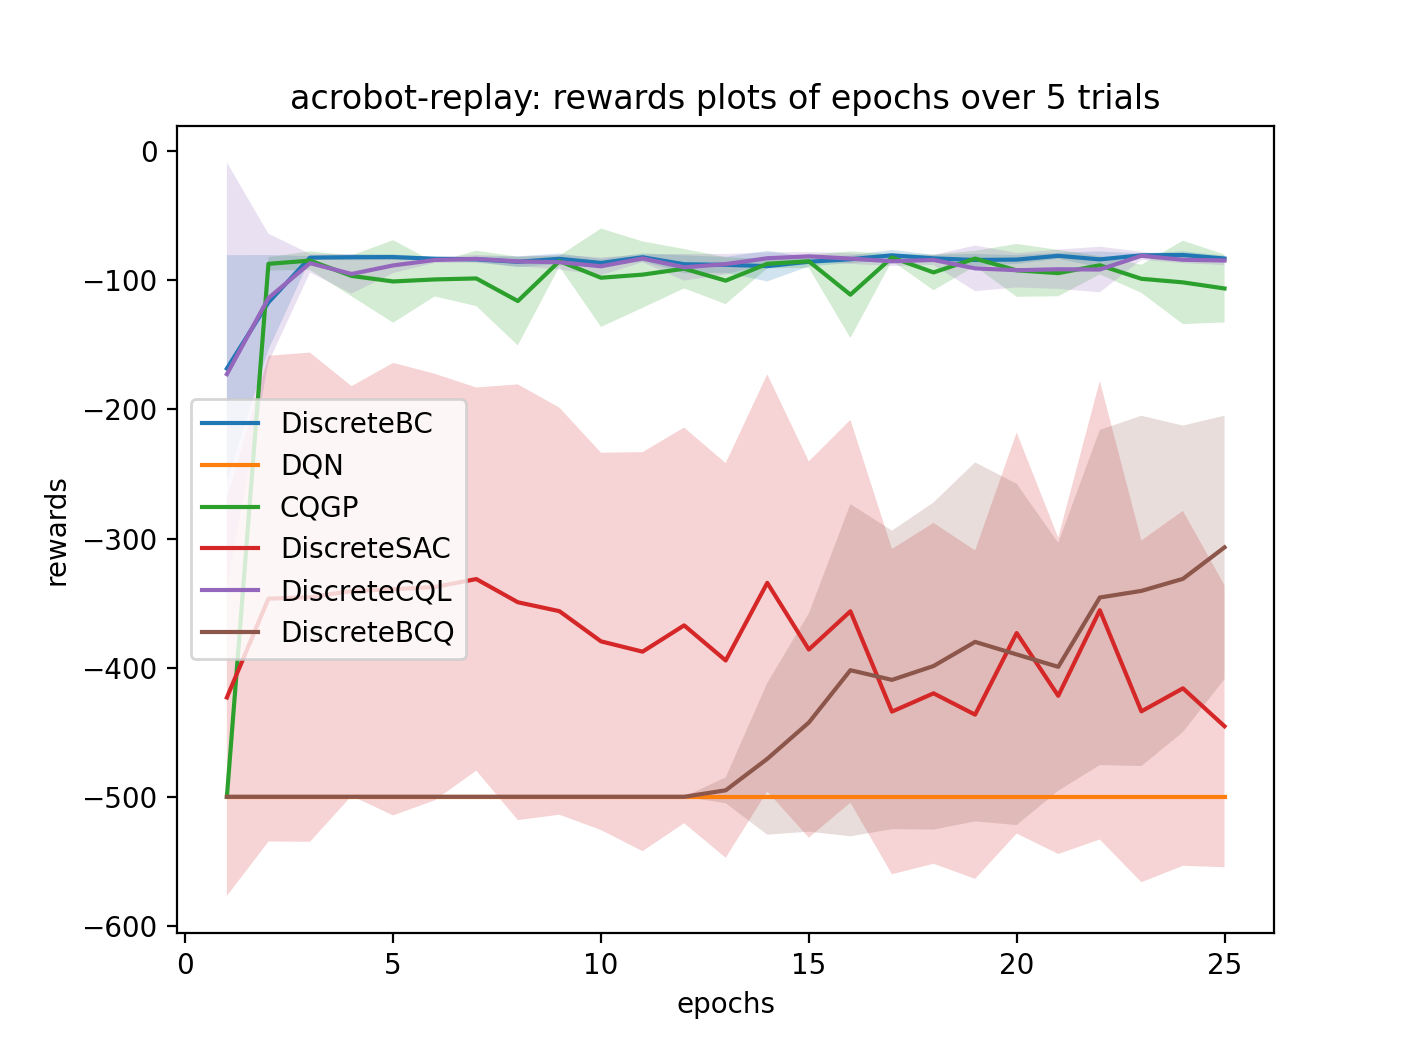 acrobot-replay: rewards plots of epochs over 5 trials
rewards
0
−100
−200
−300
−400
−500
−600
DiscreteBC
DQN
CQGP
DiscreteSAC
DiscreteCQL
DiscreteBCQ
0 5 10 15 20 25
epochs